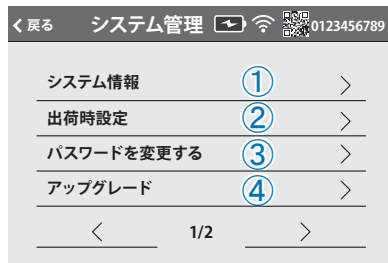 戻る システム管理 0123456789
システム情報 ①
出荷時設定 ②
パスワードを変更する ③
アップグレード ④
1/2